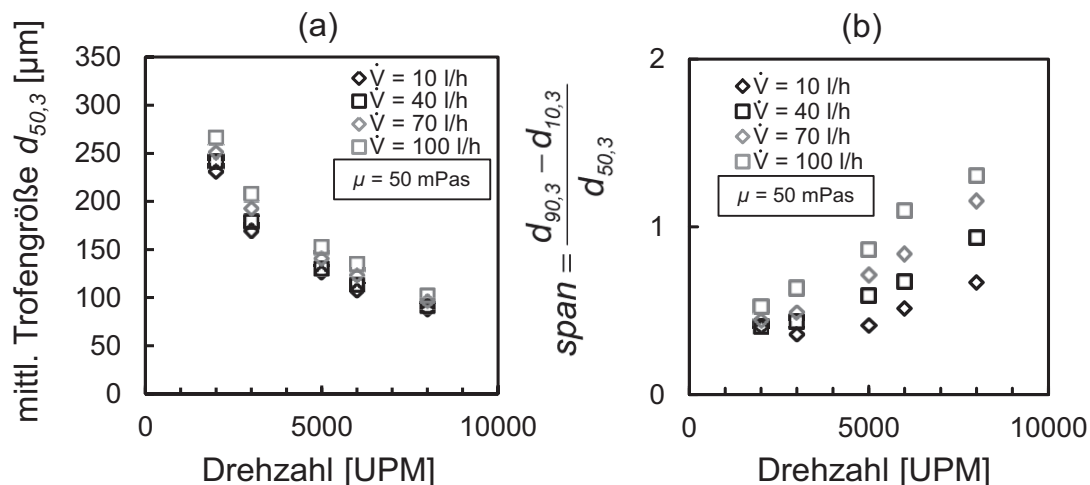 (a)
mittl. Trofengröße d50,3 [μm]
350
300
250
200
150
100
50
0
V̇ = 10 l/h
V̇ = 40 l/h
V̇ = 70 l/h
V̇ = 100 l/h
μ = 50 mPas
0
5000
10000
Drehzahl [UPM]
(b)
span = (d90,3 − d10,3) / d50,3
2
1
0
V̇ = 10 l/h
V̇ = 40 l/h
V̇ = 70 l/h
V̇ = 100 l/h
μ = 50 mPas
0
5000
10000
Drehzahl [UPM]